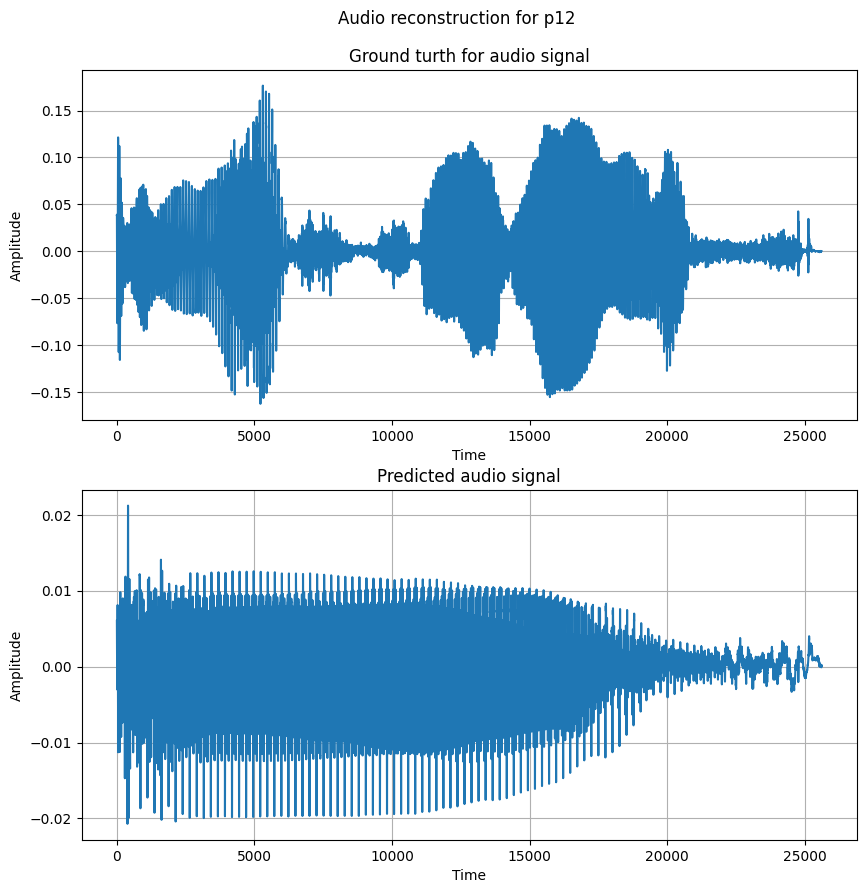 Audio reconstruction for p12
Ground turth for audio signal
0.15
0.10
0.05
0.00
−0.05
−0.10
−0.15
Amplitude
0 5000 10000 15000 20000 25000
Time
Predicted audio signal
0.02
0.01
0.00
−0.01
−0.02
Amplitude
0 5000 10000 15000 20000 25000
Time